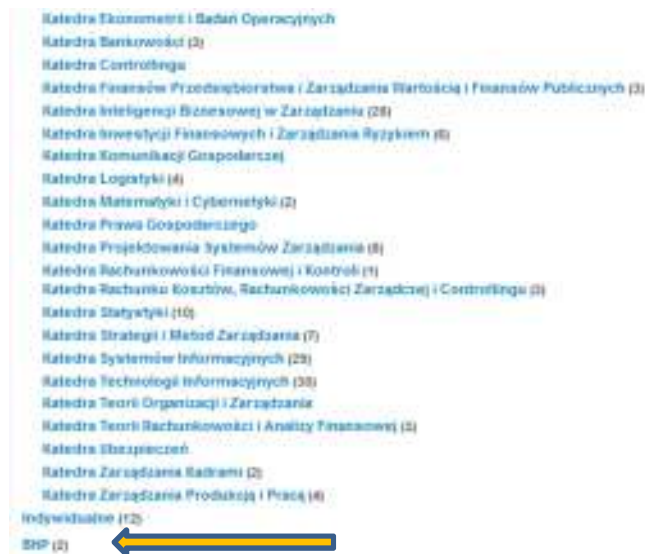 Katedra Ekonometrii i Badań Operacyjnych
Katedra Bankowości (3)
Katedra Controllingu
Katedra Finansów Przedsiębiorstwa i Zarządzania Wartością i Finansów Publicznych (3)
Katedra Inteligencji Biznesowej w Zarządzaniu (28)
Katedra Inwestycji Finansowych i Zarządzania Ryzykiem (6)
Katedra Komunikacji Gospodarczej
Katedra Logistyki (4)
Katedra Matematyki i Cybernetyki (2)
Katedra Prawa Gospodarczego
Katedra Projektowania Systemów Zarządzania (8)
Katedra Rachunkowości Finansowej i Kontroli (1)
Katedra Rachunku Kosztów, Rachunkowości Zarządczej i Controllingu (3)
Katedra Statystyki (10)
Katedra Strategii i Metod Zarządzania (7)
Katedra Systemów Informacyjnych (29)
Katedra Technologii Informacyjnych (38)
Katedra Teorii Organizacji i Zarządzania
Katedra Teorii Rachunkowości i Analizy Finansowej (3)
Katedra Ubezpieczeń
Katedra Zarządzania Kadrami (2)
Katedra Zarządzania Produkcją i Pracą (4)
Indywidualne (12)
BHP (2)